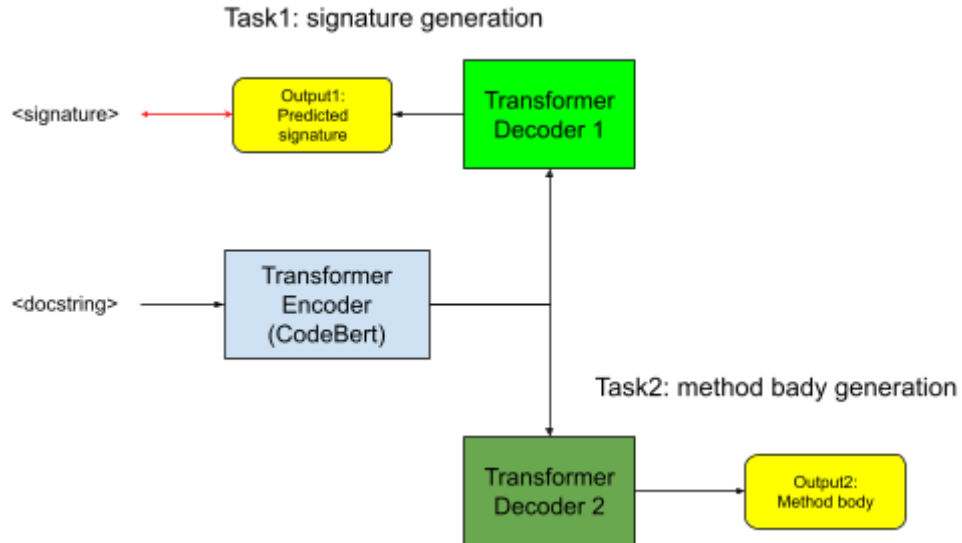 Task1: signature generation
<signature>
Output1:
Predicted
signature
Transformer
Decoder 1
<docstring>
Transformer
Encoder
(CodeBert)
Task2: method bady generation
Transformer
Decoder 2
Output2:
Method body